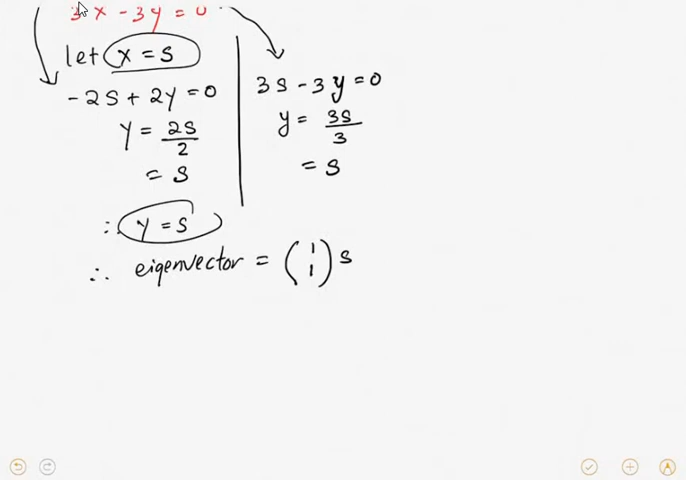 3x - 3y = 0
let x = s
-2s + 2y = 0
y = 2s/2
= s
3s - 3y = 0
y = 3s/3
= s
∴ y = s
∴ eigenvector = (1 1) s